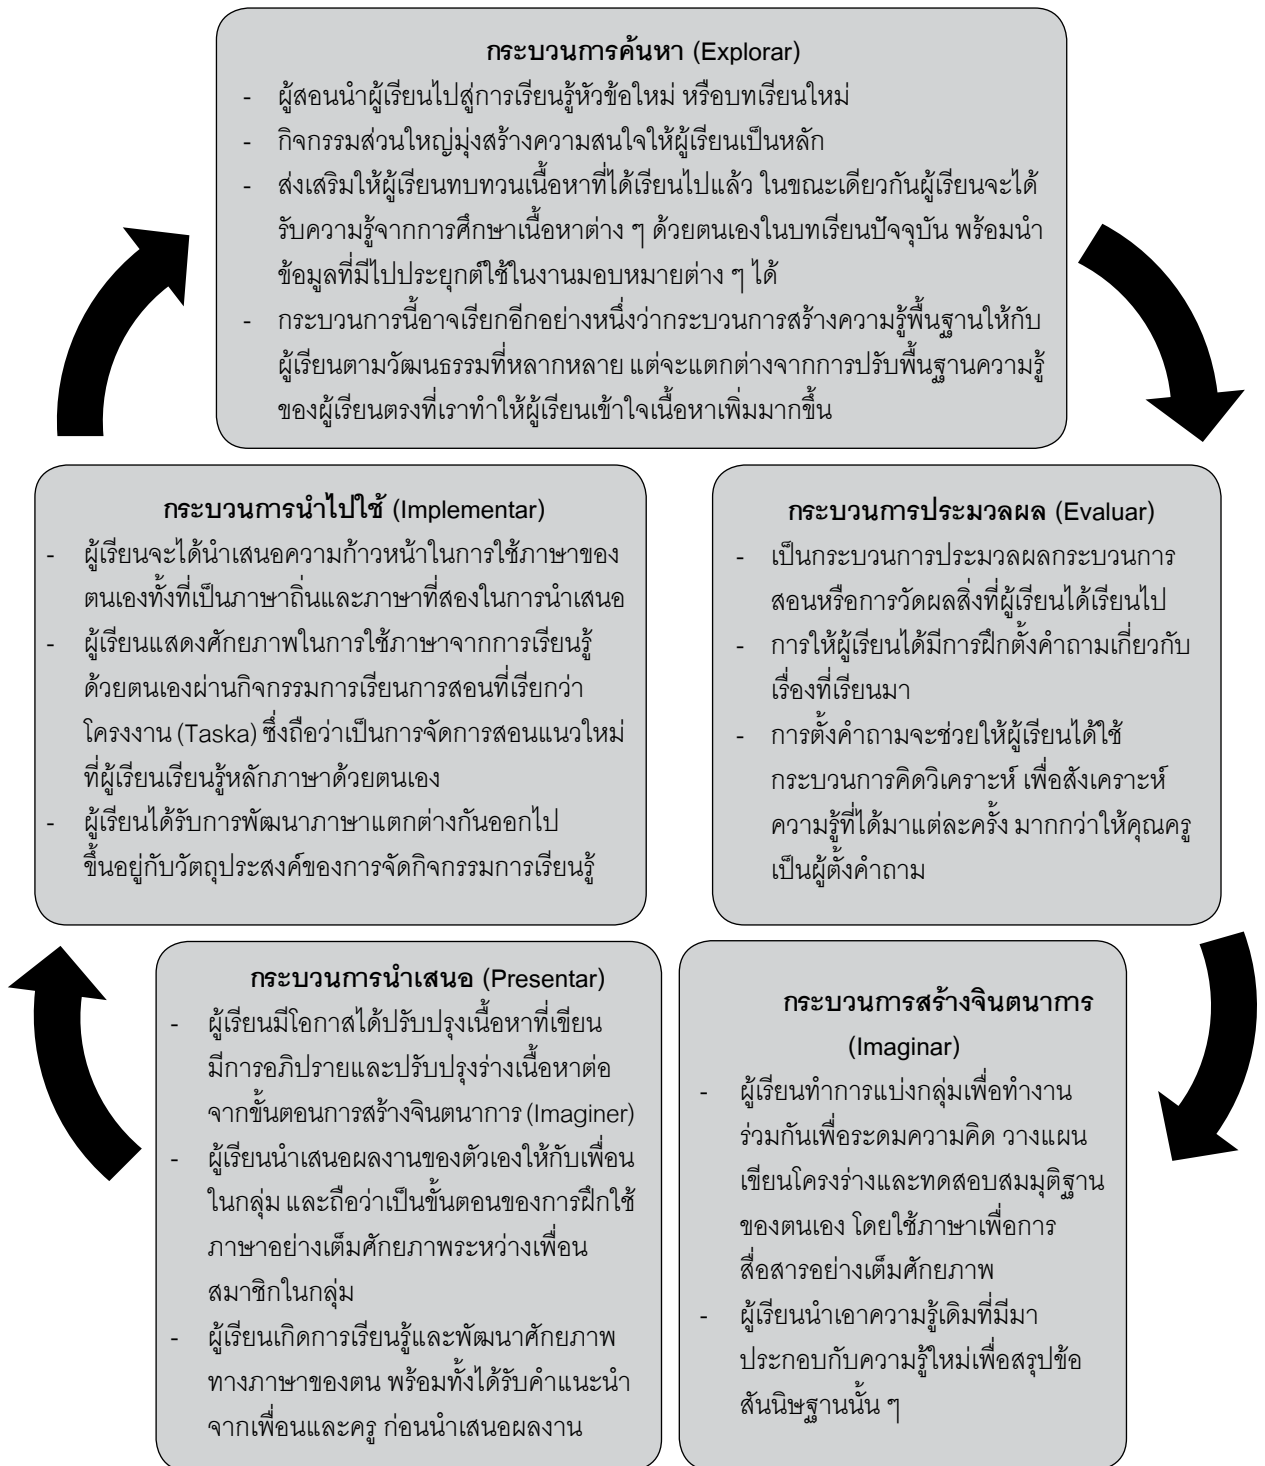 กระบวนการค้นหา (Explorar)
- ผู้สอนนำผู้เรียนไปสู่การเรียนรู้หัวข้อใหม่ หรือบทเรียนใหม่
- กิจกรรมส่วนใหญ่มุ่งสร้างความสนใจให้ผู้เรียนเป็นหลัก
- ส่งเสริมให้ผู้เรียนทบทวนเนื้อหาที่ได้เรียนไปแล้ว ในขณะเดียวกันผู้เรียนจะได้
รับความรู้จากการศึกษาเนื้อหาต่าง ๆ ด้วยตนเองในบทเรียนปัจจุบัน พร้อมนำ
ข้อมูลที่มีไปประยุกต์ใช้ในงานมอบหมายต่าง ๆ ได้
- กระบวนการนี้อาจเรียกอีกอย่างหนึ่งว่ากระบวนการสร้างความรู้พื้นฐานให้กับ
ผู้เรียนตามวัฒนธรรมที่หลากหลาย แต่จะแตกต่างจากการปรับพื้นฐานความรู้
ของผู้เรียนตรงที่เราทำให้ผู้เรียนเข้าใจเนื้อหาเพิ่มมากขึ้น
กระบวนการนำไปใช้ (Implementar)
- ผู้เรียนจะได้นำเสนอความก้าวหน้าในการใช้ภาษาของ
ตนเองทั้งที่เป็นภาษาถิ่นและภาษาที่สองในการนำเสนอ
- ผู้เรียนแสดงศักยภาพในการใช้ภาษาจากการเรียนรู้
ด้วยตนเองผ่านกิจกรรมการเรียนการสอนที่เรียกว่า
โครงงาน (Taska) ซึ่งถือว่าเป็นการจัดการสอนแนวใหม่
ที่ผู้เรียนเรียนรู้หลักภาษาด้วยตนเอง
- ผู้เรียนได้รับการพัฒนาภาษาแตกต่างกันออกไป
ขึ้นอยู่กับวัตถุประสงค์ของการจัดกิจกรรมการเรียนรู้
กระบวนการประมวลผล (Evaluar)
- เป็นกระบวนการประมวลผลกระบวนการ
สอนหรือการวัดผลสิ่งที่ผู้เรียนได้เรียนไป
- การให้ผู้เรียนได้มีการฝึกตั้งคำถามเกี่ยวกับ
เรื่องที่เรียนมา
- การตั้งคำถามจะช่วยให้ผู้เรียนได้ใช้
กระบวนการคิดวิเคราะห์ เพื่อสังเคราะห์
ความรู้ที่ได้มาแต่ละครั้ง มากกว่าให้คุณครู
เป็นผู้ตั้งคำถาม
กระบวนการนำเสนอ (Presentar)
- ผู้เรียนมีโอกาสได้ปรับปรุงเนื้อหาที่เขียน
มีการอภิปรายและปรับปรุงร่างเนื้อหาต่อ
จากขั้นตอนการสร้างจินตนาการ (Imaginer)
- ผู้เรียนนำเสนอผลงานของตัวเองให้กับเพื่อน
ในกลุ่ม และถือว่าเป็นขั้นตอนของการฝึกใช้
ภาษาอย่างเต็มศักยภาพระหว่างเพื่อน
สมาชิกในกลุ่ม
- ผู้เรียนเกิดการเรียนรู้และพัฒนาศักยภาพ
ทางภาษาของตน พร้อมทั้งได้รับคำแนะนำ
จากเพื่อนและครู ก่อนนำเสนอผลงาน
กระบวนการสร้างจินตนาการ
(Imaginar)
- ผู้เรียนทำการแบ่งกลุ่มเพื่อทำงาน
ร่วมกันเพื่อระดมความคิด วางแผน
เขียนโครงร่างและทดสอบสมมุติฐาน
ของตนเอง โดยใช้ภาษาเพื่อการ
สื่อสารอย่างเต็มศักยภาพ
- ผู้เรียนนำเอาความรู้เดิมที่มีมา
ประกอบกับความรู้ใหม่เพื่อสรุปข้อ
สันนิษฐานนั้น ๆ